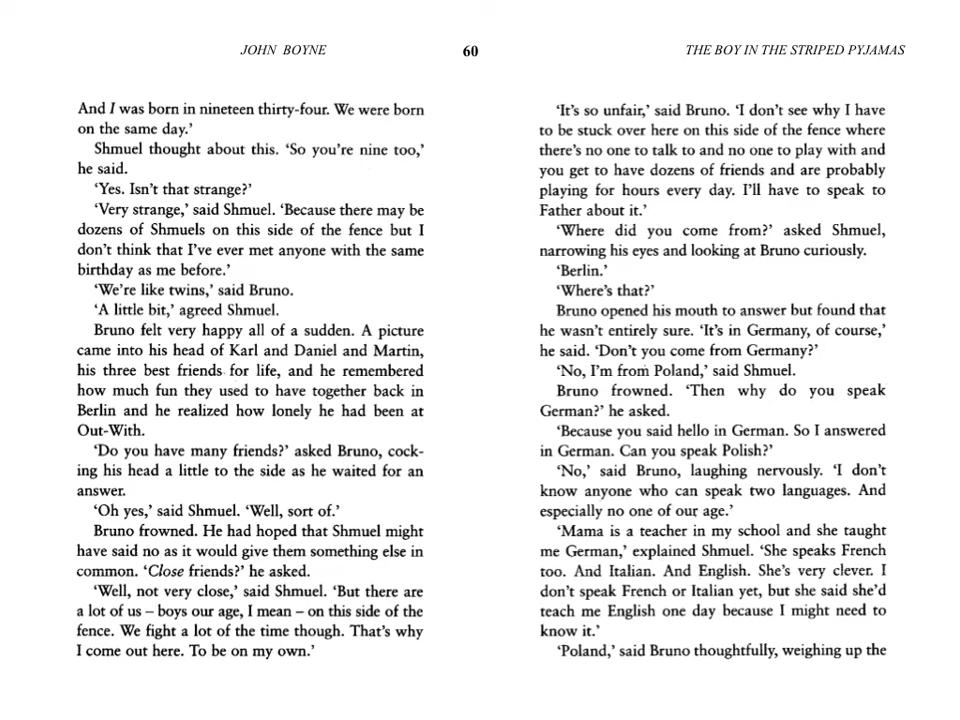 JOHN BOYNE
60
THE BOY IN THE STRIPED PYJAMAS
And I was born in nineteen thirty-four. We were born
on the same day.’
Shmuel thought about this. ‘So you’re nine too,’
he said.
‘Yes. Isn’t that strange?’
‘Very strange,’ said Shmuel. ‘Because there may be
dozens of Shmuels on this side of the fence but I
don’t think that I’ve ever met anyone with the same
birthday as me before.’
‘We’re like twins,’ said Bruno.
‘A little bit,’ agreed Shmuel.
Bruno felt very happy all of a sudden. A picture
came into his head of Karl and Daniel and Martin,
his three best friends for life, and he remembered
how much fun they used to have together back in
Berlin and he realized how lonely he had been at
Out-With.
‘Do you have many friends?’ asked Bruno, cock-
ing his head a little to the side as he waited for an
answer.
‘Oh yes,’ said Shmuel. ‘Well, sort of.’
Bruno frowned. He had hoped that Shmuel might
have said no as it would give them something else in
common. ‘Close friends?’ he asked.
‘Well, not very close,’ said Shmuel. ‘But there are
a lot of us – boys our age, I mean – on this side of the
fence. We fight a lot of the time though. That’s why
I come out here. To be on my own.’
‘It’s so unfair,’ said Bruno. ‘I don’t see why I have
to be stuck over here on this side of the fence where
there’s no one to talk to and no one to play with and
you get to have dozens of friends and are probably
playing for hours every day. I’ll have to speak to
Father about it.’
‘Where did you come from?’ asked Shmuel,
narrowing his eyes and looking at Bruno curiously.
‘Berlin.’
‘Where’s that?’
Bruno opened his mouth to answer but found that
he wasn’t entirely sure. ‘It’s in Germany, of course,’
he said. ‘Don’t you come from Germany?’
‘No, I’m from Poland,’ said Shmuel.
Bruno frowned. ‘Then why do you speak
German?’ he asked.
‘Because you said hello in German. So I answered
in German. Can you speak Polish?’
‘No,’ said Bruno, laughing nervously. ‘I don’t
know anyone who can speak two languages. And
especially no one of our age.’
‘Mama is a teacher in my school and she taught
me German,’ explained Shmuel. ‘She speaks French
too. And Italian. And English. She’s very clever. I
don’t speak French or Italian yet, but she said she’d
teach me English one day because I might need to
know it.’
‘Poland,’ said Bruno thoughtfully, weighing up the